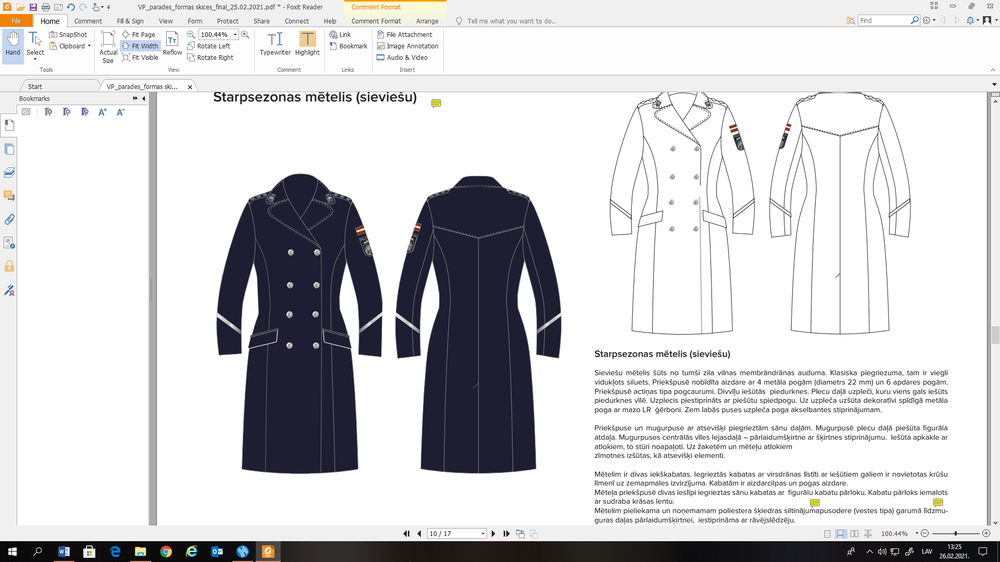 VP_parades_formas skices_final_25.02.2021.pdf * - Foxit Reader
Comment Format
File
Home
Comment
Fill & Sign
View
Form
Protect
Share
Connect
Help
Comment Format
Arrange
Tell me what you want to do..
Find
Hand
Select
SnapShot
Clipboard
Actual Size
Fit Page
Fit Width
Fit Visible
Reflow
100.44%
Rotate Left
Rotate Right
Typewriter
Highlight
Link
Bookmark
File Attachment
Image Annotation
Audio & Video
Tools
View
Comment
Links
Insert
Start
VP_parades_formas ski...
Bookmarks
Starpsezonas mētelis (sieviešu)
Starpsezonas mētelis (sieviešu)
Sieviešu mētelis šūts no tumši zila vilnas membrāndrānas auduma. Klasiska piegriezuma, tam ir viegli
vidukļots siluets. Priekšpusē nobīdīta aizdare ar 4 metāla pogām (diametrs 22 mm) un 6 apdares pogām.
Priekšpusē actiņas tipa pogcaurumi. Divvīļu iešūtās piedurknes. Plecu daļā uzpleči, kuru viens gals iešūts
piedurknes vīlē. Uzplecis piestiprināts ar piešūtu spiedpogu. Uz uzpleča uzšūta dekoratīvi spīdīgā metāla
poga ar mazo LR ģērboni. Zem labās puses uzpleča poga akselbantes stiprinājumam.
Priekšpuse un mugurpuse ar atsevišķi piegrieztām sānu daļām. Mugurpusē plecu daļā piešūta figurāla
atdaļa. Mugurpuses centrālās vīles lejasdaļā – pārlaidumšķirtne ar šķirtnes stiprinājumu. Iešūta apkakle ar
atlokiem, to stūri noapaļoti. Uz žaketēm un mēteļu atlokiem
zīmotnes izšūtas, kā atsevišķi elementi.
Mētelim ir divas iekškabatas. Iegrieztās kabatas ar virsdrānas līstīti ar iešūtiem galiem ir novietotas krūšu
līmenī uz zemapmales izvirzījuma. Kabatām ir aizdarcilpas un pogas aizdare.
Mēteļa priekšpusē divas ieslīpi iegrieztas sānu kabatas ar figurālu kabatu pārloku. Kabatu pārloks iemalots
ar sudraba krāsas lentu.
Mētelim pieliekama un noņemamam poliestera šķiedras siltinājumapusodere (vestes tipa) garumā līdzmu-
guras daļas pārlaidumšķirtnei, iestiprināma ar rāvējslēdzēju.
10 / 17
100.44%
LAV
13:25
26.02.2021.